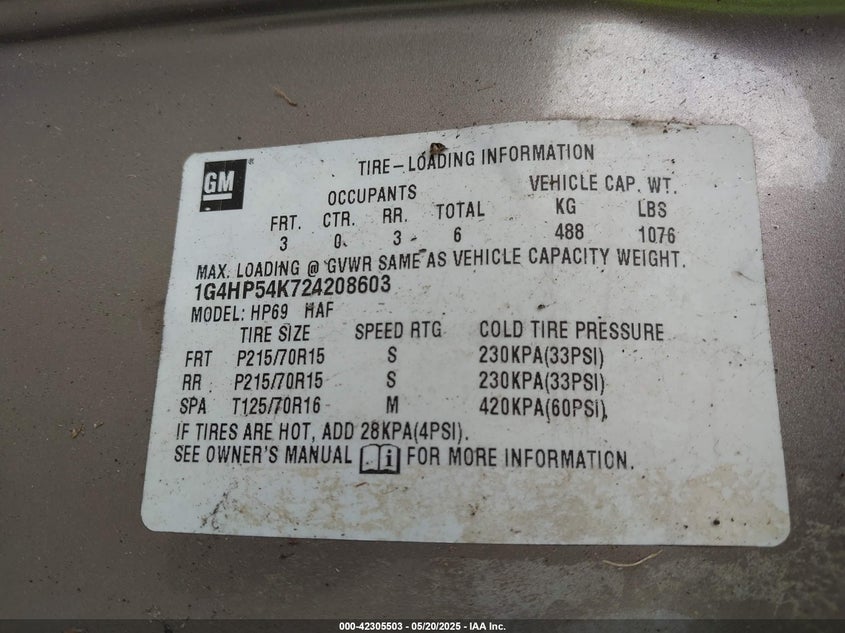 GM
TIRE-LOADING INFORMATION
OCCUPANTS VEHICLE CAP. WT.
FRT. CTR. RR. TOTAL KG LBS
3 0 3 6 488 1076
MAX. LOADING @ GVWR SAME AS VEHICLE CAPACITY WEIGHT.
1G4HP54K724208603
MODEL: HP69 HAF
TIRE SIZE SPEED RTG COLD TIRE PRESSURE
FRT P215/70R15 S 230KPA(33PSI)
RR P215/70R15 S 230KPA(33PSI)
SPA T125/70R16 M 420KPA(60PSI)
IF TIRES ARE HOT, ADD 28KPA(4PSI).
SEE OWNER'S MANUAL i FOR MORE INFORMATION.
000-42305503 - 05/20/2025 - IAA Inc.